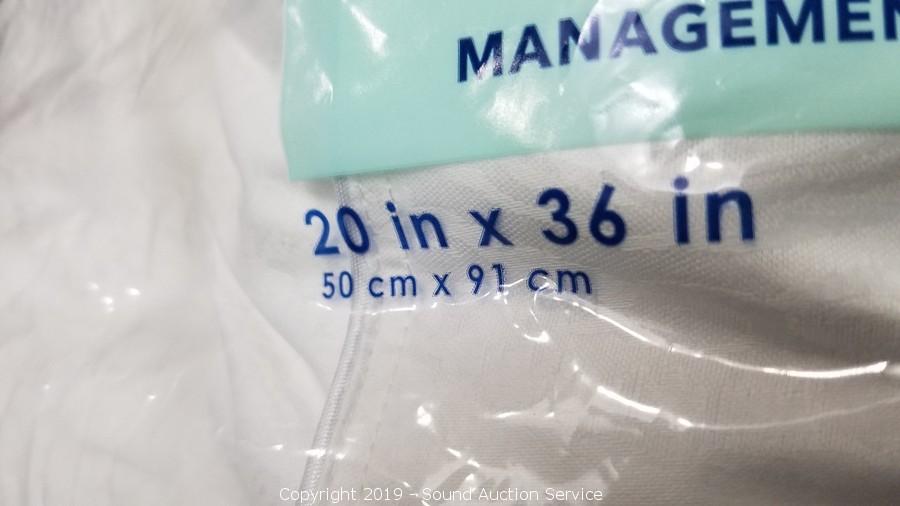 MANAGEMEN
20 in x 36 in
50 cm x 91 cm
Copyright 2019 - Sound Auction Service